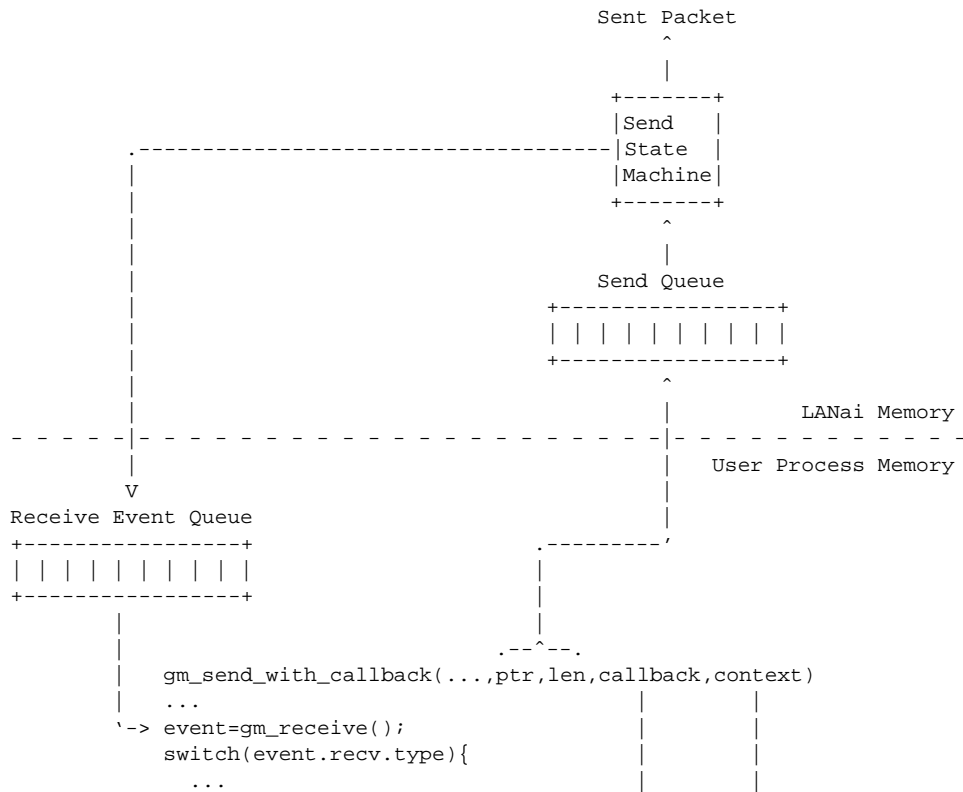 Sent Packet
Send
State
Machine
Send Queue
LANai Memory
User Process Memory
Receive Event Queue
gm_send_with_callback(...,ptr,len,callback,context)
...
event=gm_receive();
switch(event.recv.type){
...